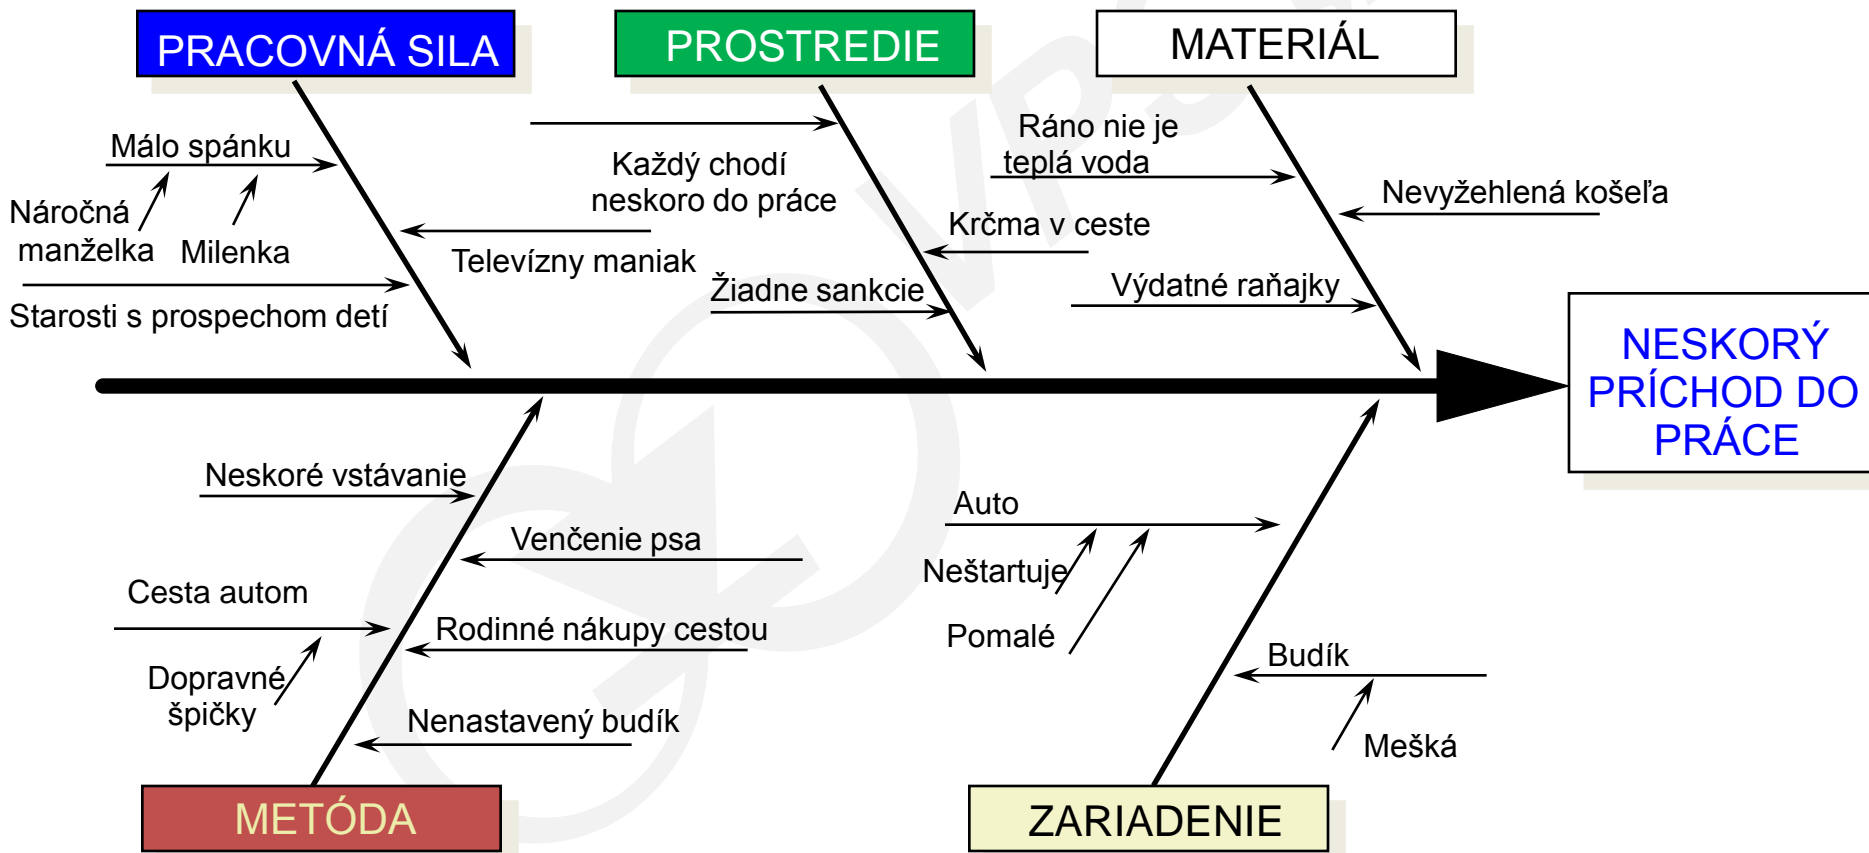 PRACOVNÁ SILA
PROSTREDIE
MATERIÁL
Málo spánku
Náročná
manželka
Milenka
Televízny maniak
Starosti s prospechom detí
Každý chodí
neskoro do práce
Krčma v ceste
Žiadne sankcie
Ráno nie je
teplá voda
Nevyžehlená košeľa
Výdatné raňajky
NESKORÝ
PRÍCHOD DO
PRÁCE
Neskoré vstávanie
Venčenie psa
Cesta autom
Rodinné nákupy cestou
Dopravné
špičky
Nenastavený budík
Auto
Neštartuje
Pomalé
Budík
Mešká
METÓDA
ZARIADENIE